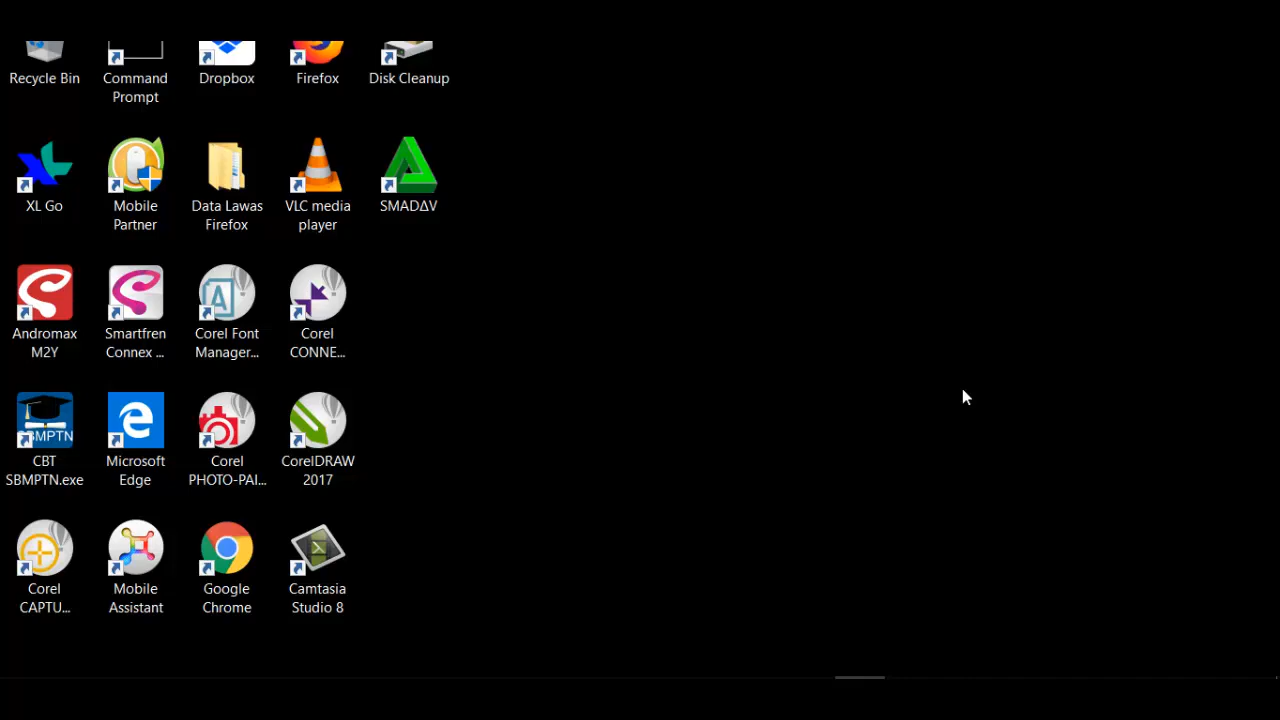 Recycle Bin
Command
Prompt
Dropbox
Firefox
Disk Cleanup
XL Go
Mobile
Partner
Data Lawas
Firefox
VLC media
player
SMAD∆V
Andromax
M2Y
Smartfren
Connex ...
Corel Font
Manager...
Corel
CONNE...
SBMPTN
CBT
SBMPTN.exe
Microsoft
Edge
Corel
PHOTO-PAI...
CorelDRAW
2017
Corel
CAPTU...
Mobile
Assistant
Google
Chrome
Camtasia
Studio 8